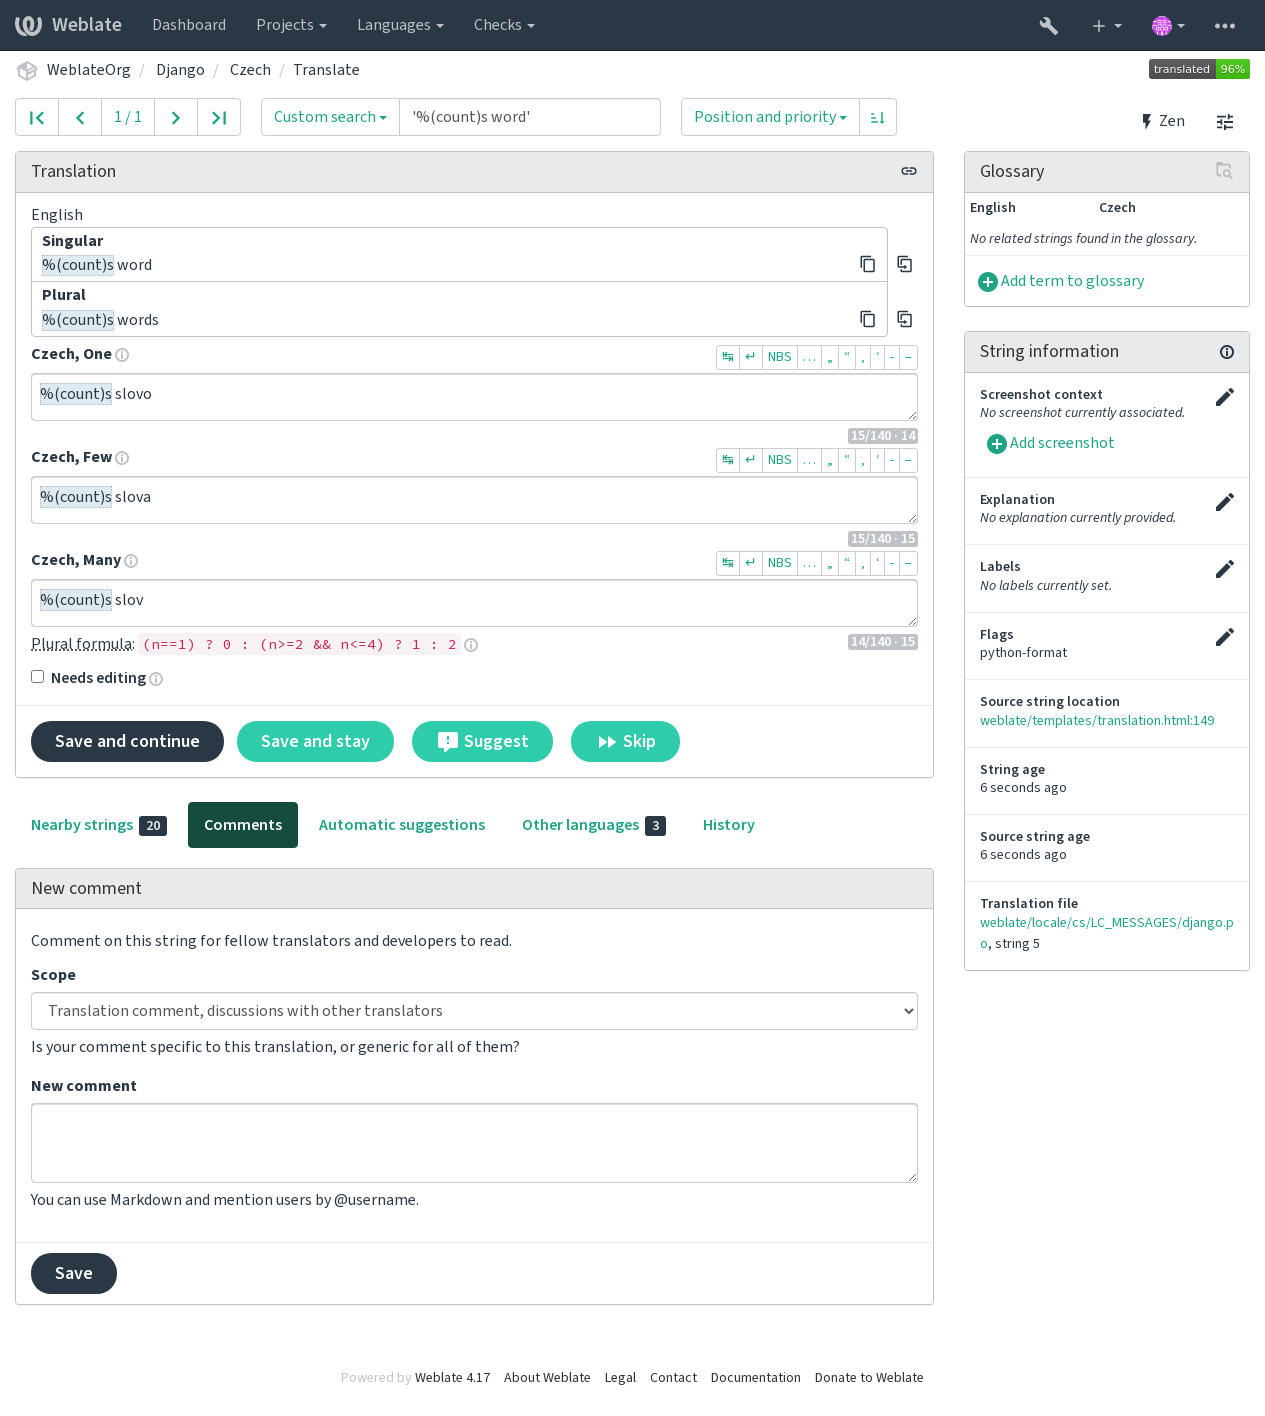 Weblate Dashboard Projects Languages Checks
WeblateOrg / Django / Czech / Translate translated 96%
1 / 1 Custom search '%(count)s word' Position and priority Zen
Translation
English
Singular
%(count)s word
Plural
%(count)s words
Czech, One ↹ ↵ NBS … „ “ ‚ ‘ - –
%(count)s slovo
15/140 · 14
Czech, Few ↹ ↵ NBS … „ “ ‚ ‘ - –
%(count)s slova
15/140 · 15
Czech, Many ↹ ↵ NBS … „ “ ‚ ‘ - –
%(count)s slov
Plural formula: (n==1) ? 0 : (n>=2 && n<=4) ? 1 : 2 14/140 · 15
Needs editing
Save and continue Save and stay Suggest Skip
Nearby strings 20 Comments Automatic suggestions Other languages 3 History
New comment
Comment on this string for fellow translators and developers to read.
Scope
Translation comment, discussions with other translators
Is your comment specific to this translation, or generic for all of them?
New comment
You can use Markdown and mention users by @username.
Save
Glossary
English Czech
No related strings found in the glossary.
Add term to glossary
String information
Screenshot context
No screenshot currently associated.
Add screenshot
Explanation
No explanation currently provided.
Labels
No labels currently set.
Flags
python-format
Source string location
weblate/templates/translation.html:149
String age
6 seconds ago
Source string age
6 seconds ago
Translation file
weblate/locale/cs/LC_MESSAGES/django.p
o, string 5
Powered by Weblate 4.17 About Weblate Legal Contact Documentation Donate to Weblate